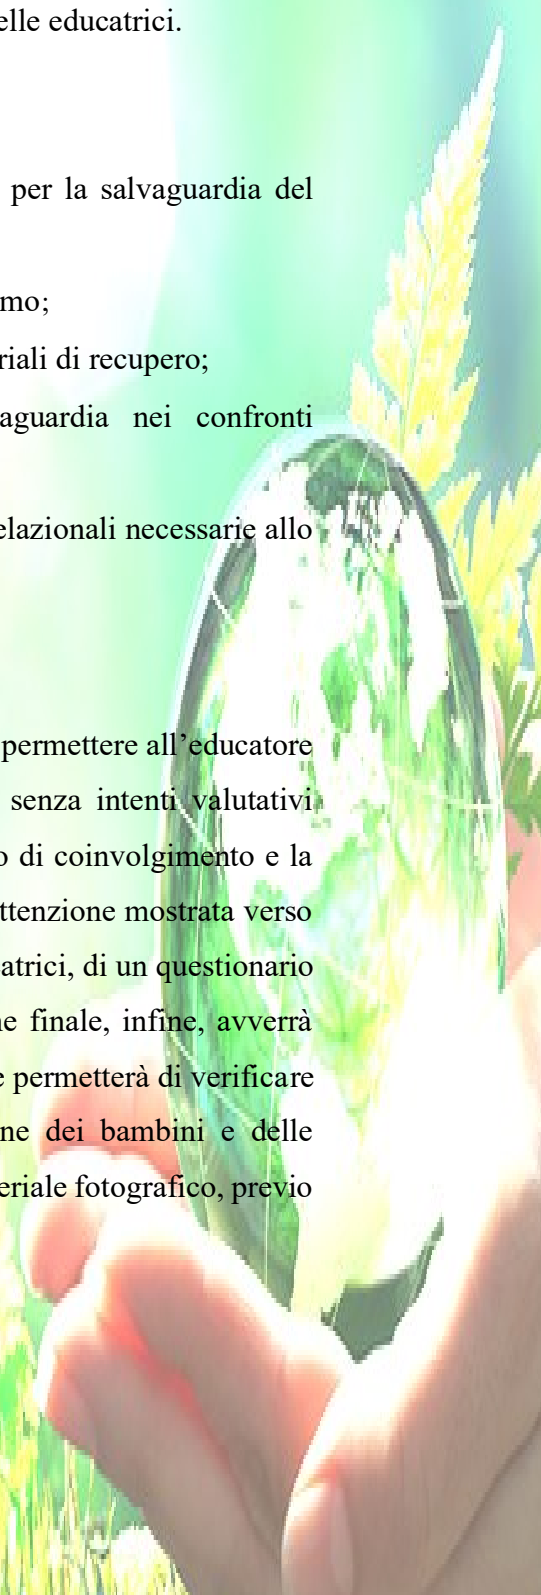 elle educatrici.
per la salvaguardia del
mo;
riali di recupero;
aguardia nei confronti
elazionali necessarie allo
permettere all’educatore
senza intenti valutativi
o di coinvolgimento e la
ttenzione mostrata verso
atrici, di un questionario
ne finale, infine, avverrà
e permetterà di verificare
ne dei bambini e delle
eriale fotografico, previo